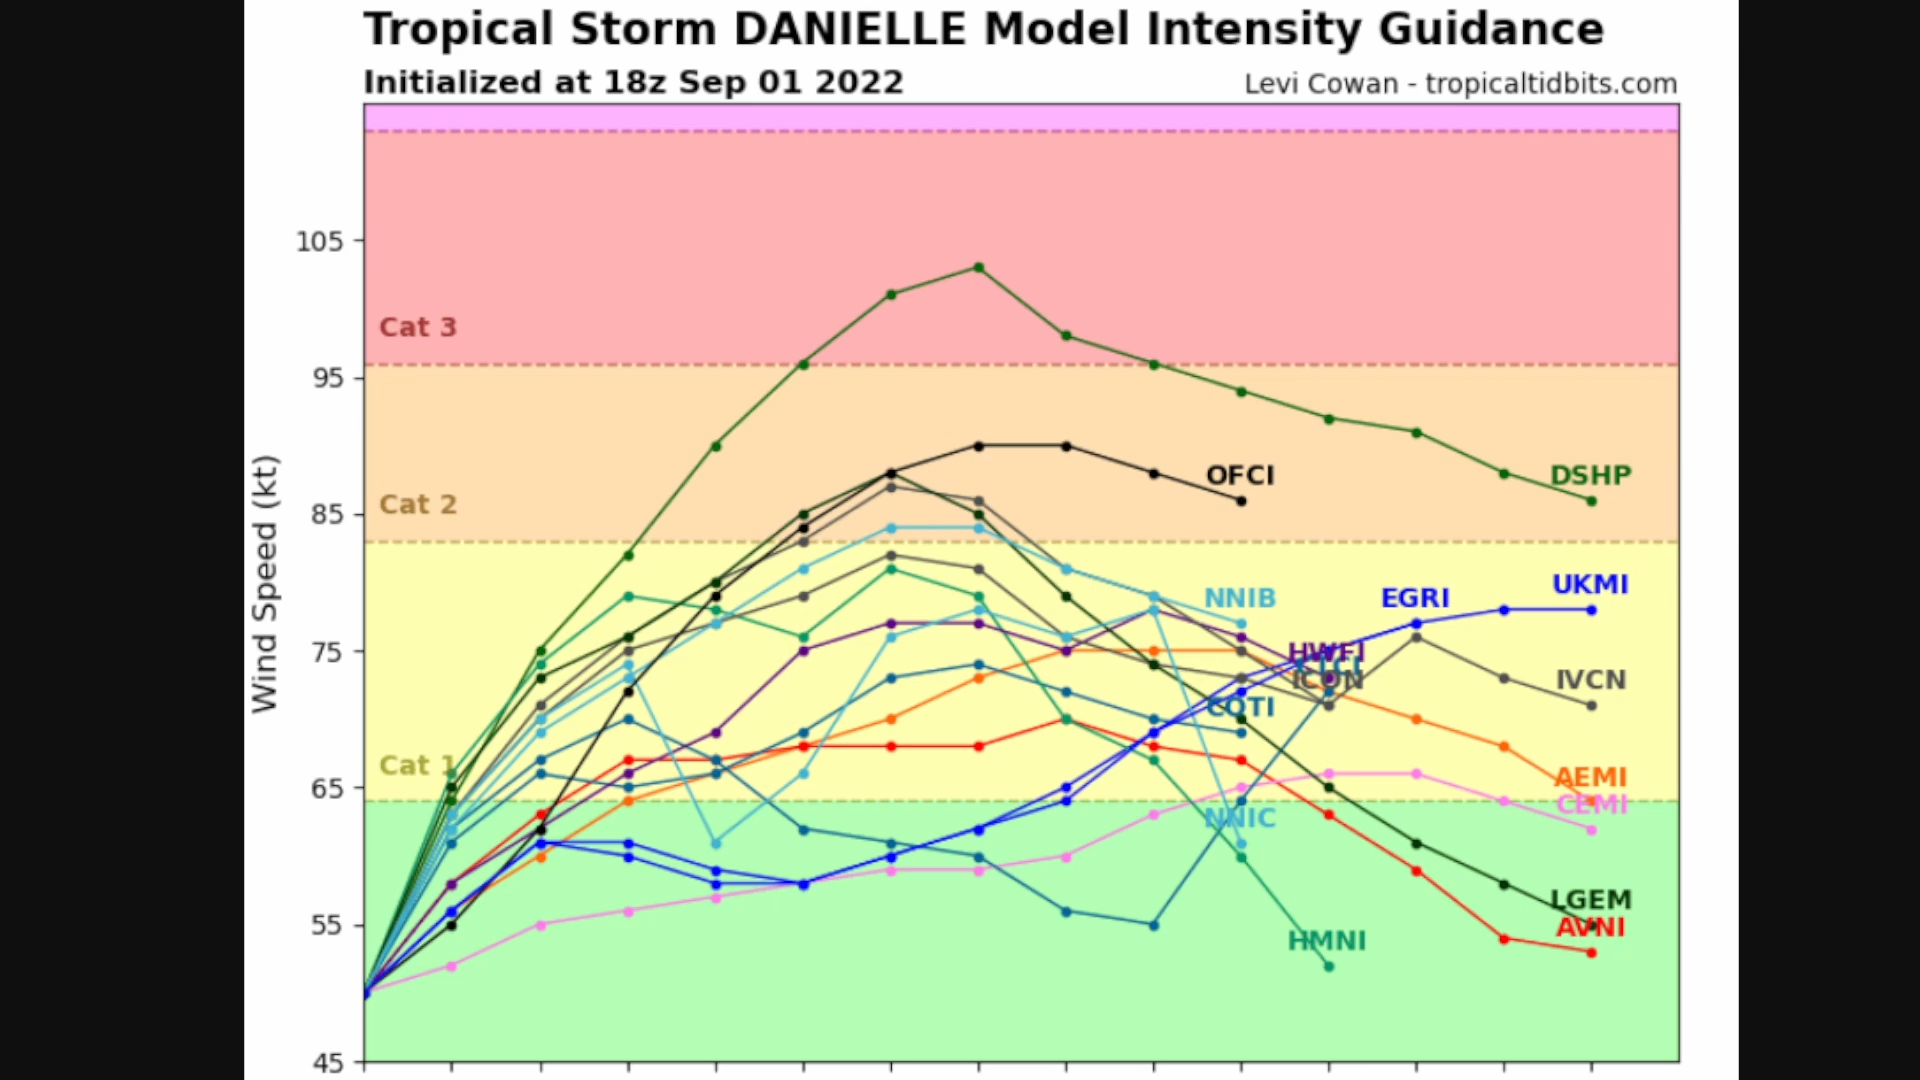 Tropical Storm DANIELLE Model Intensity Guidance
Initialized at 18z Sep 01 2022
Levi Cowan - tropicaltidbits.com
Wind Speed (kt)
105
95
85
75
65
55
45
Cat 3
Cat 2
Cat 1
OFCI
DSHP
NNIB
EGRI
UKMI
HWFI
ICON
IVCN
COTI
AEMI
CEMI
NNIC
LGEM
AVNI
HMNI